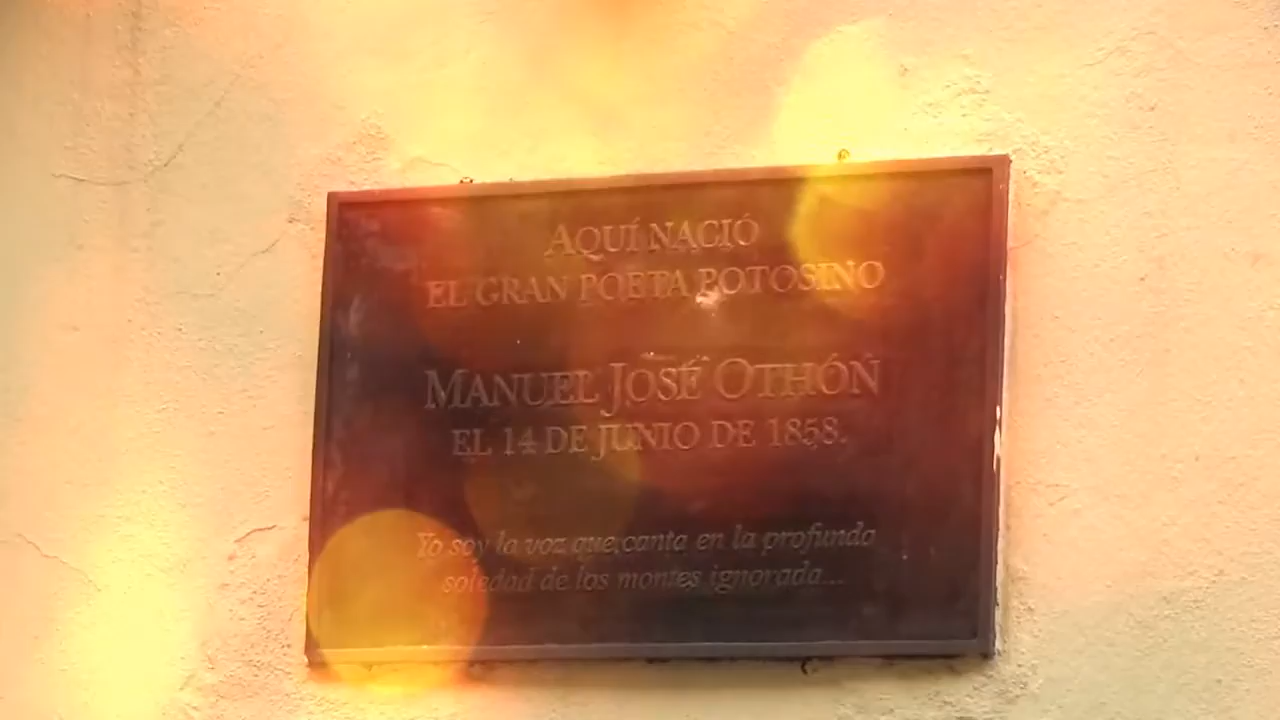 AQUÍ NACIÓ
EL GRAN POETA POTOSINO
MANUEL JOSÉ OTHÓN
EL 14 DE JUNIO DE 1858.
Yo soy la voz que canta en la profunda
soledad de los montes ignorada...